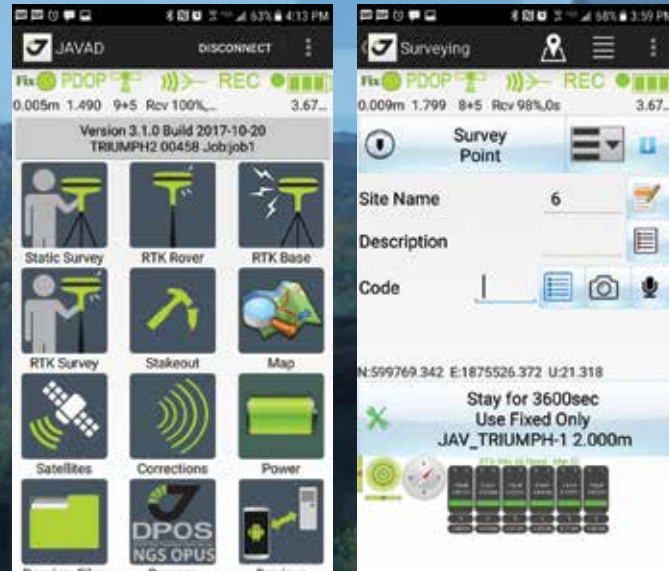 63% 4:13 PM
JAVAD DISCONNECT
Fix PDOP REC
0.005m 1.490 9+5 Rcv 100%,... 3.67...
Version 3.1.0 Build 2017-10-20
TRIUMPH2 00458 Job:job1
Static Survey RTK Rover RTK Base
RTK Survey Stakeout Map
Satellites Corrections Power
DPOS
NGS OPUS
68% 3:59 PM
Surveying
Fix PDOP REC
0.009m 1.799 8+5 Rcv 98%,0s 3.67...
Survey
Point
Site Name 6
Description
Code
N:599769.342 E:1875526.372 U:21.318
Stay for 3600sec
Use Fixed Only
JAV_TRIUMPH-1 2.000m